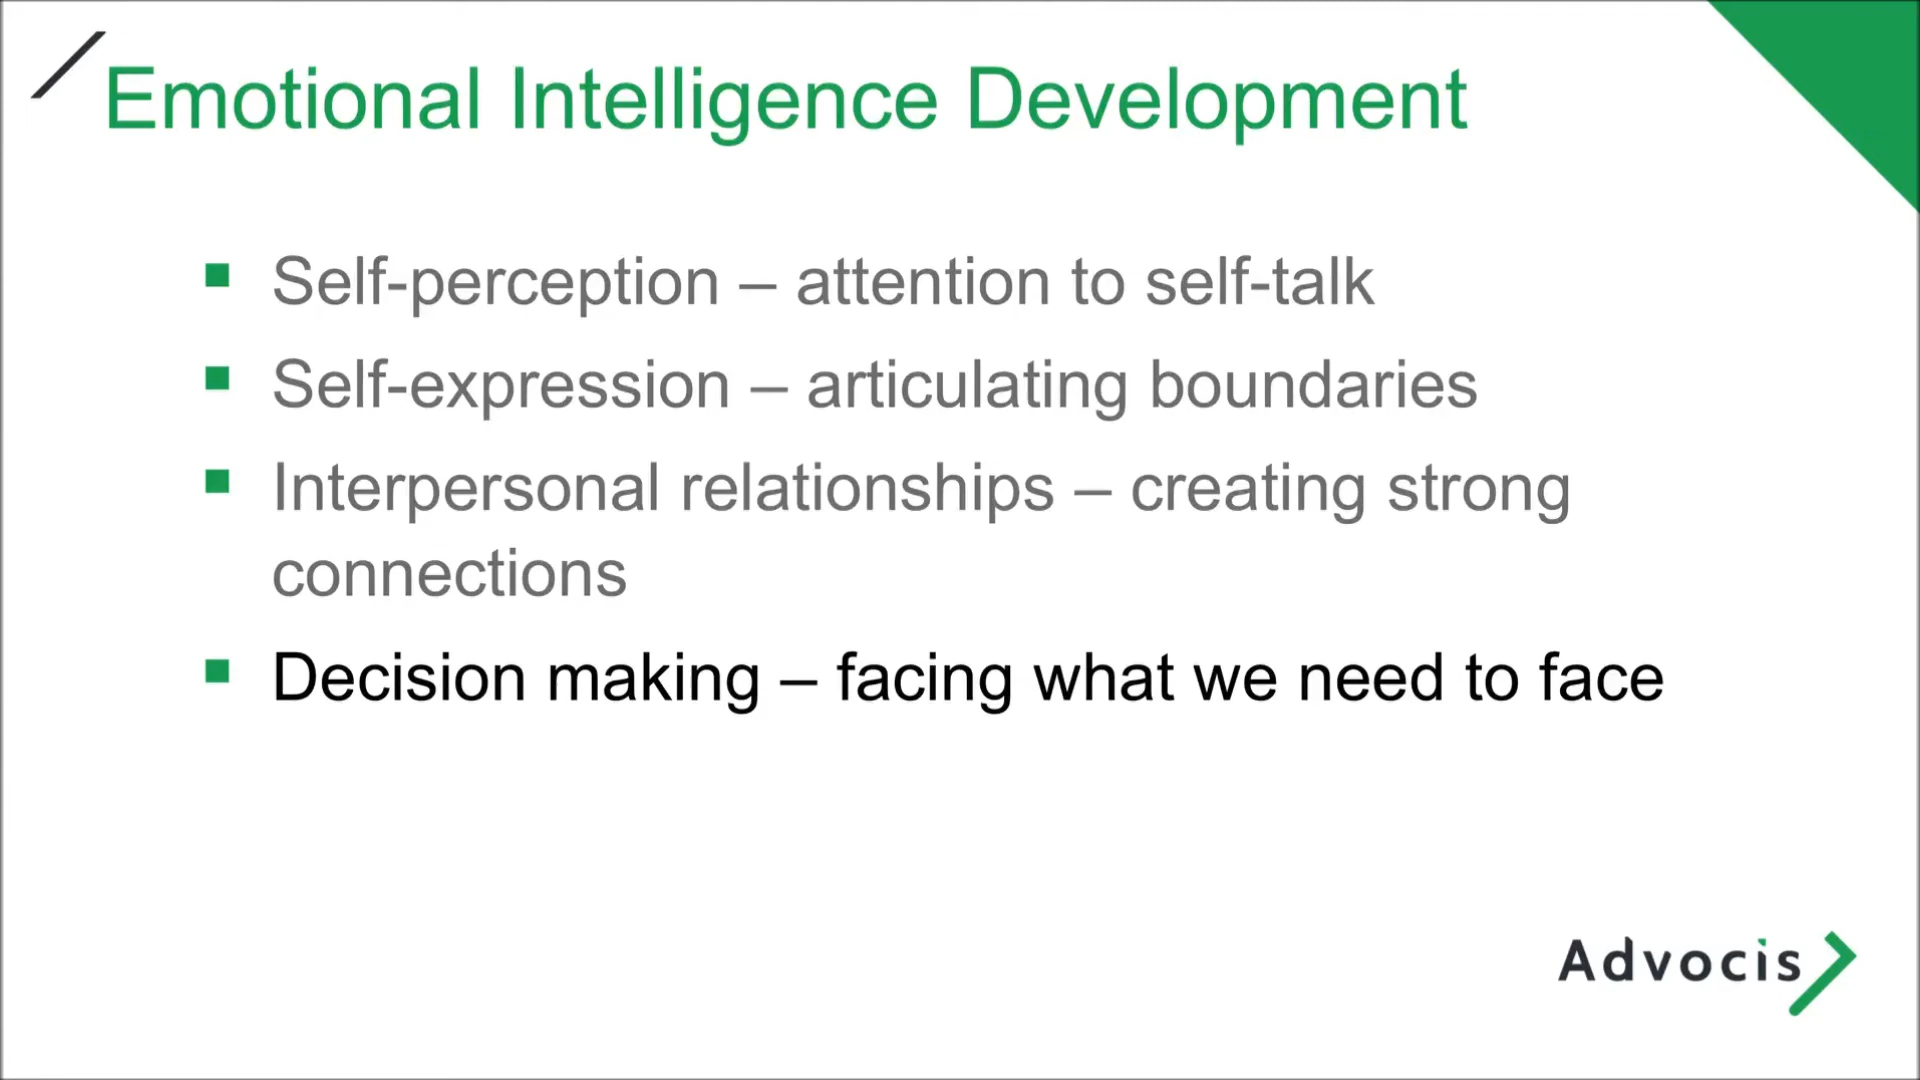 Emotional Intelligence Development
Self-perception – attention to self-talk
Self-expression – articulating boundaries
Interpersonal relationships – creating strong
connections
Decision making – facing what we need to face
Advocis